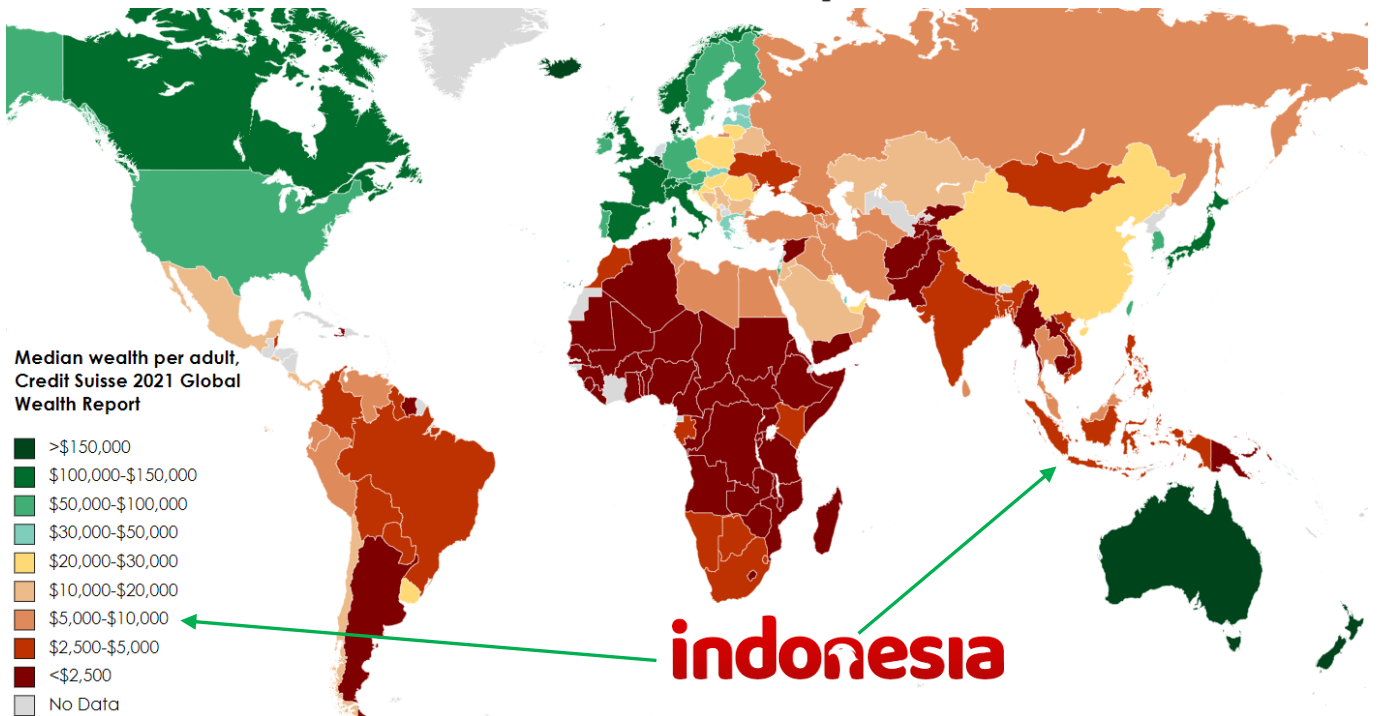 Median wealth per adult,
Credit Suisse 2021 Global
Wealth Report
>$150,000
$100,000-$150,000
$50,000-$100,000
$30,000-$50,000
$20,000-$30,000
$10,000-$20,000
$5,000-$10,000
$2,500-$5,000
<$2,500
No Data
indonesia